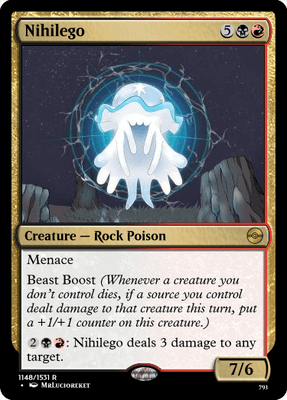 Nihilego 5
Creature — Rock Poison
Menace
Beast Boost (Whenever a creature you
don't control dies, if a source you control
dealt damage to that creature this turn, put
a +1/+1 counter on this creature.)
2: Nihilego deals 3 damage to any
target.
7/6
1148/1531 R
• MrLucioreket
791